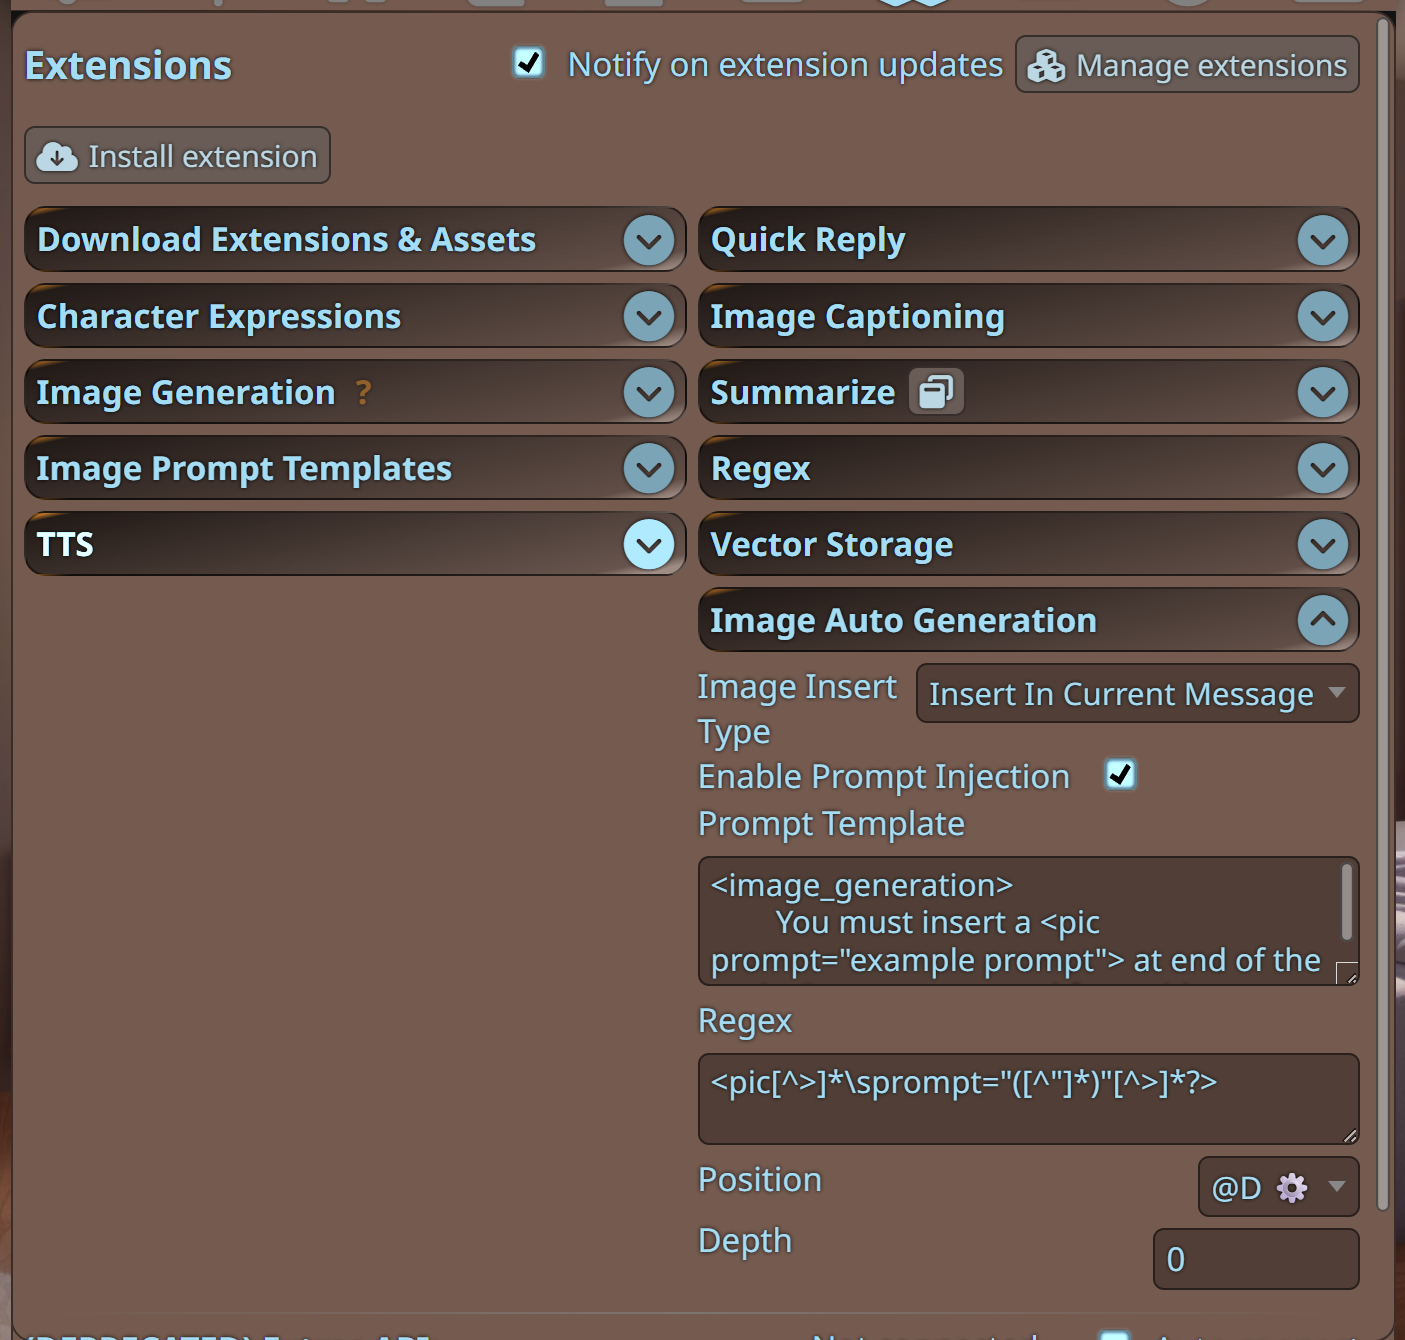 Extensions
Notify on extension updates
Manage extensions
Install extension
Download Extensions & Assets
Character Expressions
Image Generation ?
Image Prompt Templates
TTS
Quick Reply
Image Captioning
Summarize
Regex
Vector Storage
Image Auto Generation
Image Insert
Type
Insert In Current Message
Enable Prompt Injection
Prompt Template
<image_generation>
You must insert a <pic
prompt="example prompt"> at end of the
Regex
<pic[^>]*\sprompt="([^"]*)"[^>]*?>
Position
@D ⚙
Depth
0